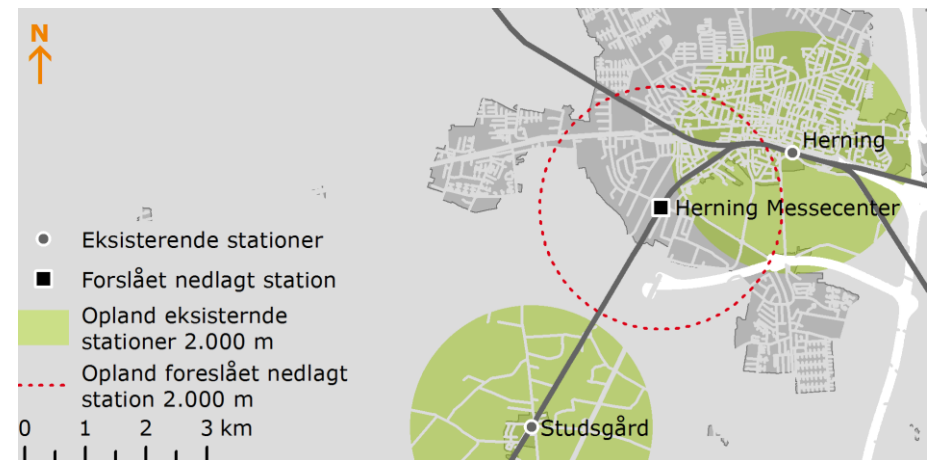 N
Herning
Herning Messecenter
Eksisterende stationer
Forslået nedlagt station
Opland eksisternde
stationer 2.000 m
Opland foreslået nedlagt
station 2.000 m
0 1 2 3 km
Studsgård